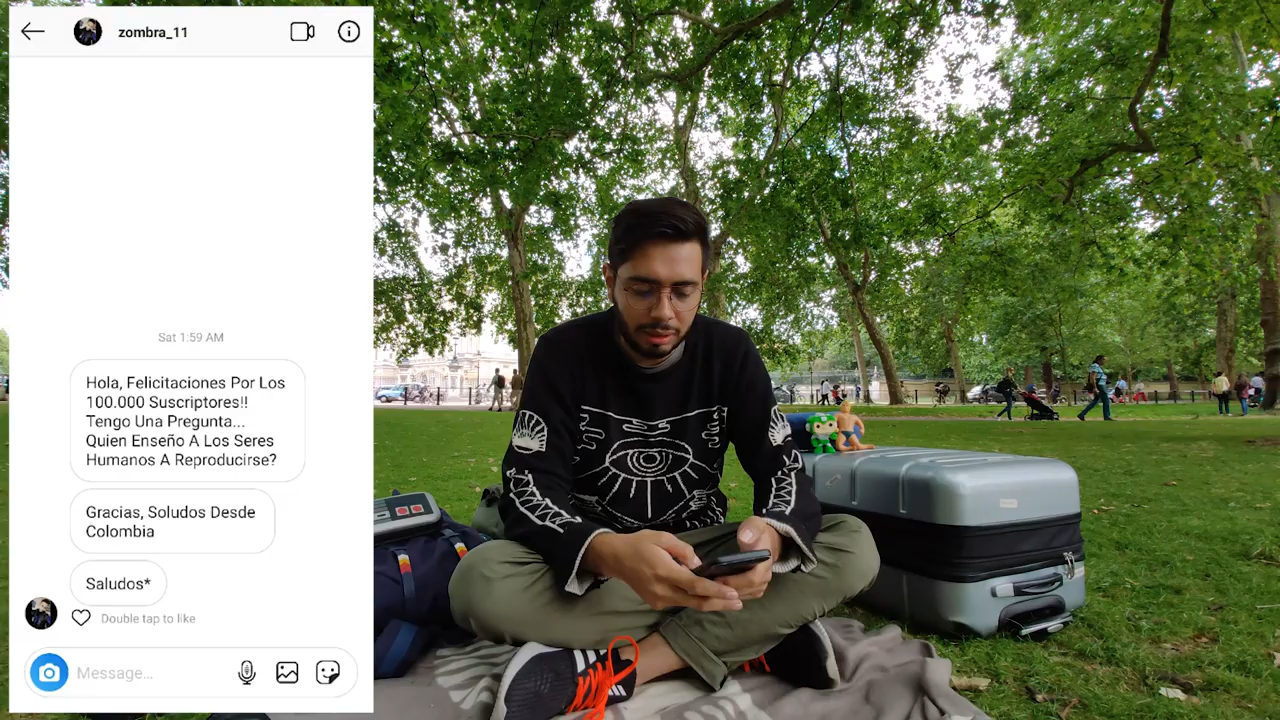 zombra_11
Sat 1:59 AM
Hola, Felicitaciones Por Los
100.000 Suscriptores!!
Tengo Una Pregunta...
Quien Enseño A Los Seres
Humanos A Reproducirse?
Gracias, Soludos Desde
Colombia
Saludos*
Double tap to like
Message...